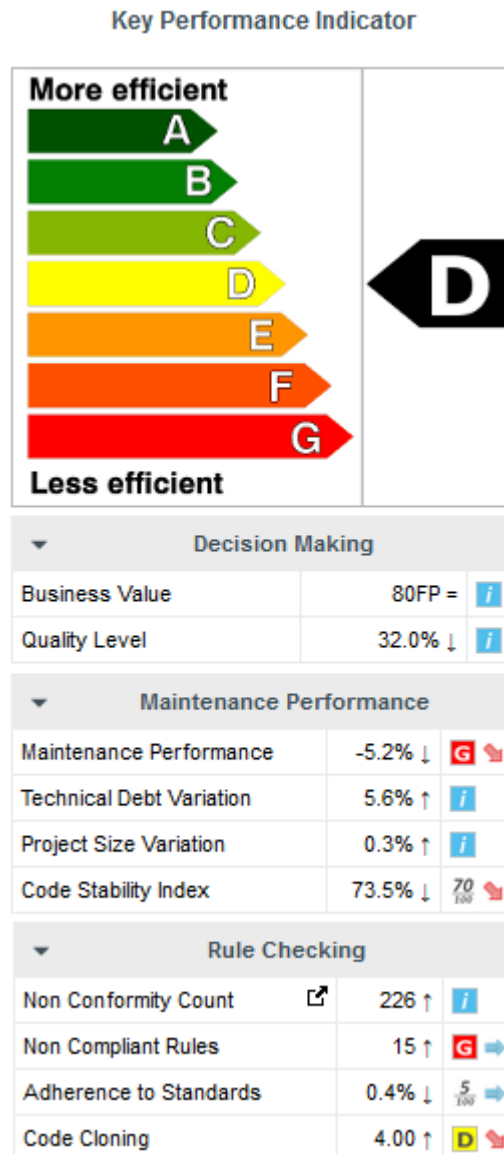 Key Performance Indicator
More efficient
A
B
C
D
D
E
F
G
Less efficient
Decision Making
Business Value 80FP = i
Quality Level 32.0% ↓ i
Maintenance Performance
Maintenance Performance -5.2% ↓ G
Technical Debt Variation 5.6% ↑ i
Project Size Variation 0.3% ↑ i
Code Stability Index 73.5% ↓ 70/100
Rule Checking
Non Conformity Count 226 ↑ i
Non Compliant Rules 15 ↑ G
Adherence to Standards 0.4% ↓ 5/100
Code Cloning 4.00 ↑ D